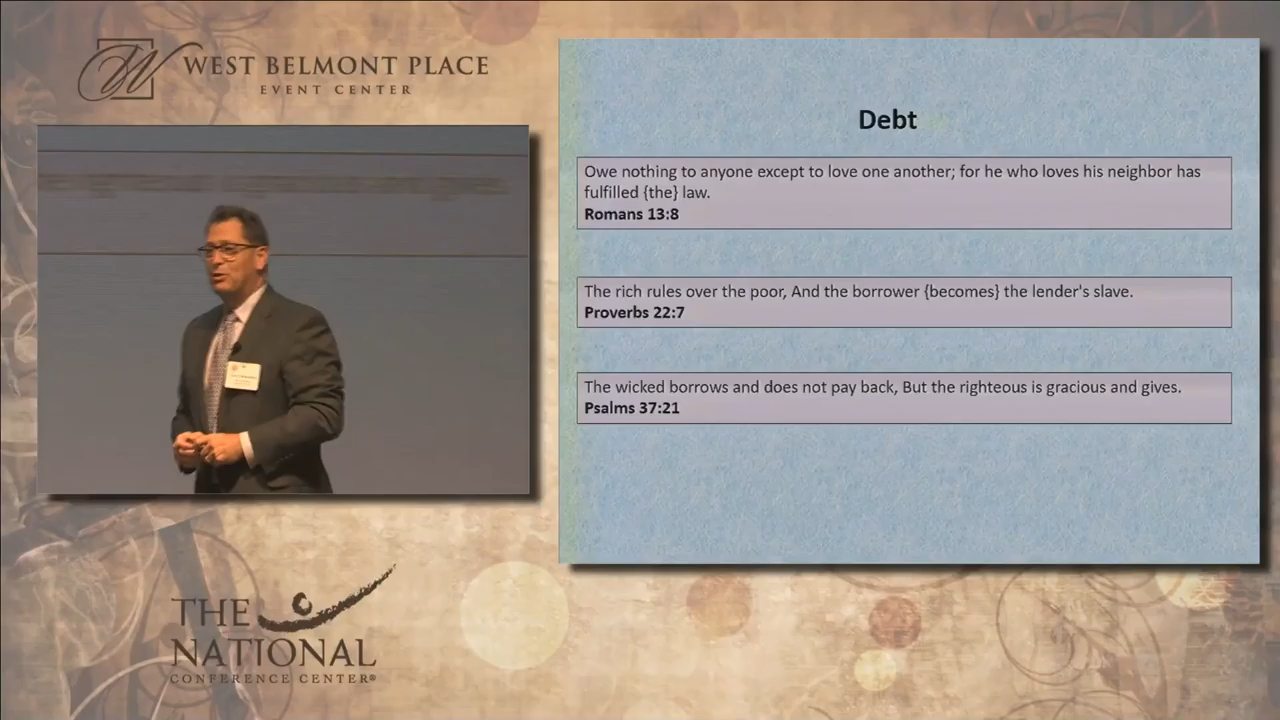 WEST BELMONT PLACE
EVENT CENTER
Debt
Owe nothing to anyone except to love one another; for he who loves his neighbor has
fulfilled {the} law.
Romans 13:8
The rich rules over the poor, And the borrower {becomes} the lender's slave.
Proverbs 22:7
The wicked borrows and does not pay back, But the righteous is gracious and gives.
Psalms 37:21
THE
NATIONAL
CONFERENCE CENTER®